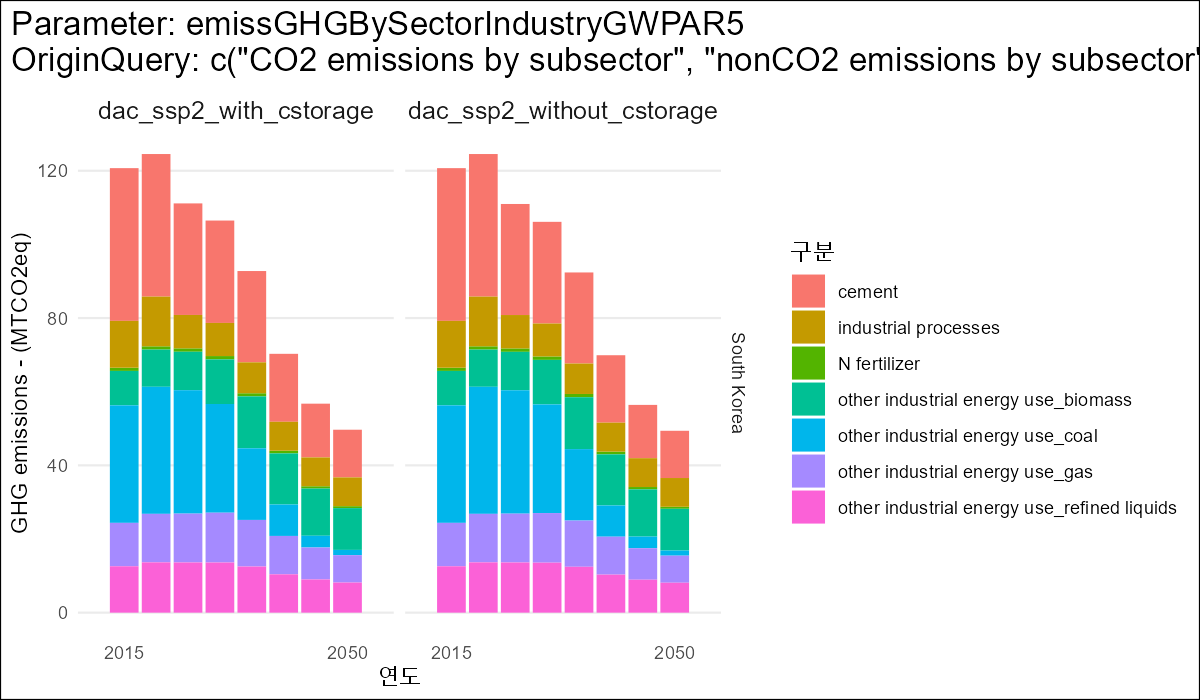 Parameter: emissGHGBySectorIndustryGWPAR5
OriginQuery: c("CO2 emissions by subsector", "nonCO2 emissions by subsector"
dac_ssp2_with_cstorage
dac_ssp2_without_cstorage
120
80
40
0
GHG emissions - (MTCO2eq)
2015
2050
2015
2050
연도
South Korea
구분
cement
industrial processes
N fertilizer
other industrial energy use_biomass
other industrial energy use_coal
other industrial energy use_gas
other industrial energy use_refined liquids